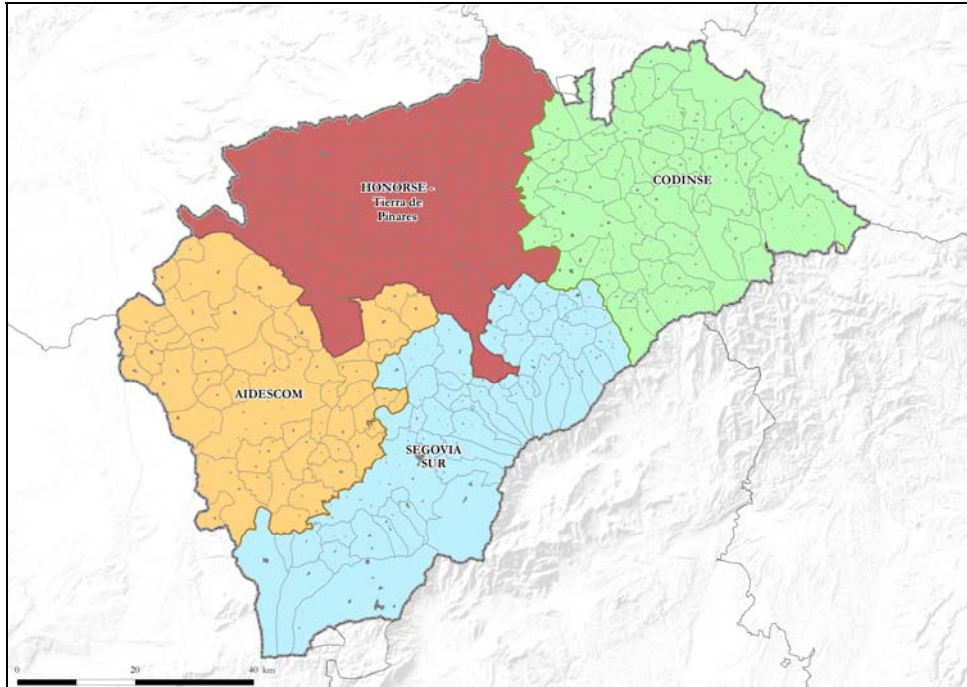 HONORSE -
Tierra de
Pinares
CODINSE
AIDESCOM
SEGOVIA
SUR
0 20 40 km